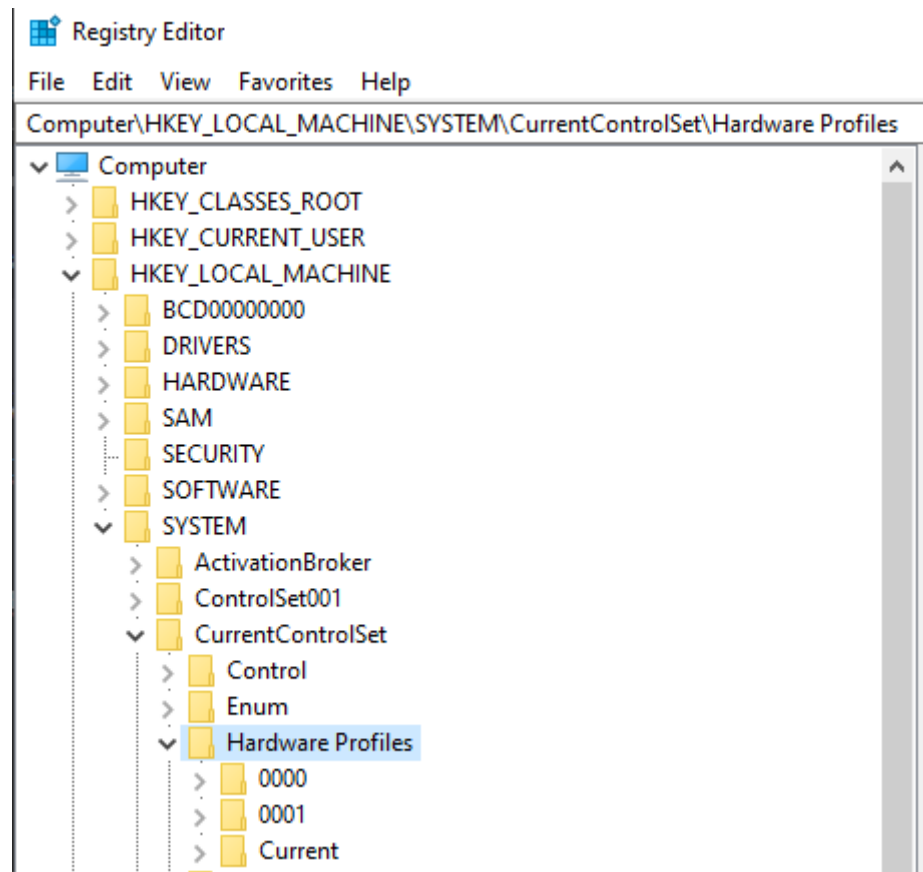 Registry Editor
File Edit View Favorites Help
Computer\HKEY_LOCAL_MACHINE\SYSTEM\CurrentControlSet\Hardware Profiles
Computer
HKEY_CLASSES_ROOT
HKEY_CURRENT_USER
HKEY_LOCAL_MACHINE
BCD00000000
DRIVERS
HARDWARE
SAM
SECURITY
SOFTWARE
SYSTEM
ActivationBroker
ControlSet001
CurrentControlSet
Control
Enum
Hardware Profiles
0000
0001
Current